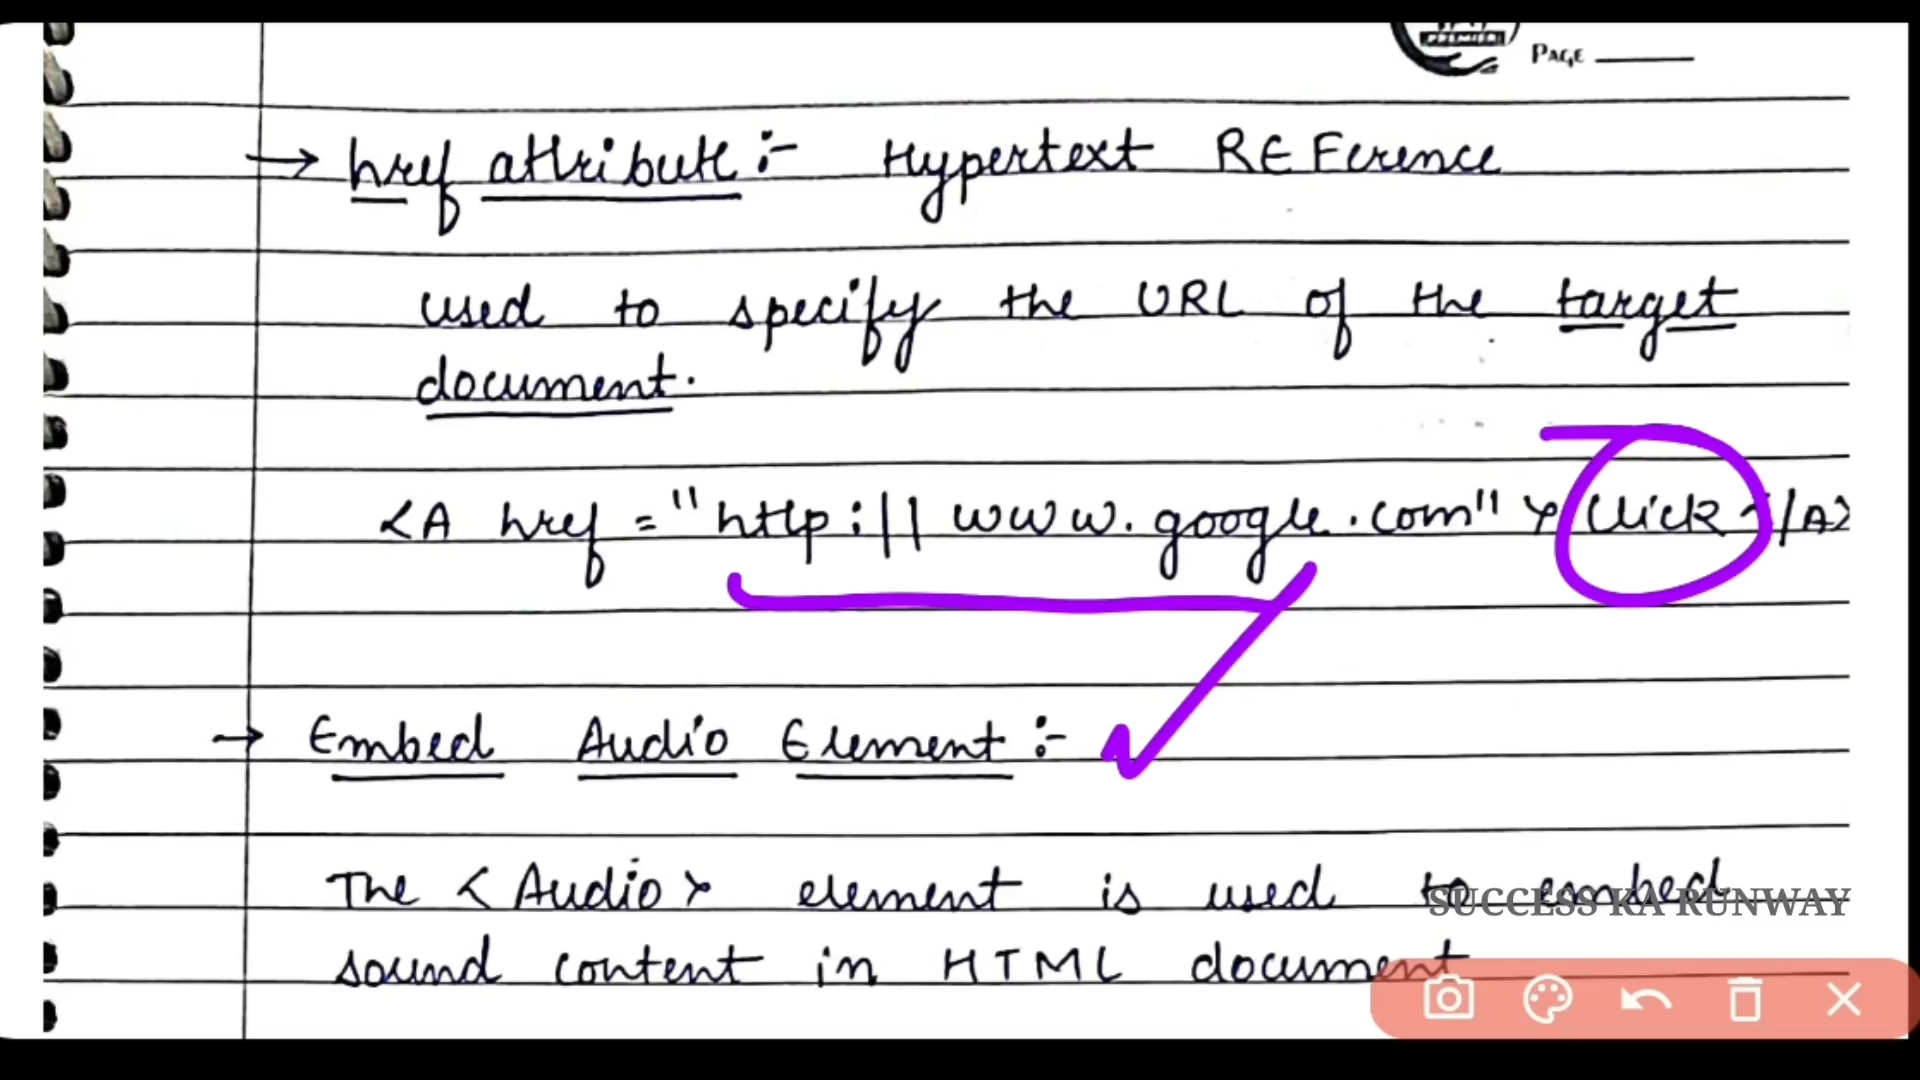 PREMIER
PAGE
→ href attribute :- Hypertext REFerence
used to specify the URL of the target
document.
<A href = "http://www.google.com" > Click </A>
→ Embed Audio Element :-
The <Audio> element is used to embed
SUCCESS KA RUNWAY
sound content in HTML document